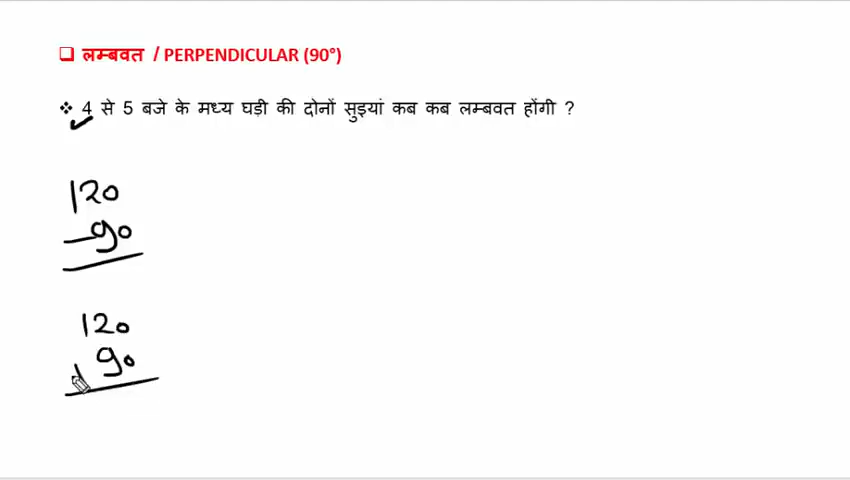 ❑ लम्बवत / PERPENDICULAR (90°)
❖ 4 से 5 बजे के मध्य घड़ी की दोनों सुइयां कब कब लम्बवत होंगी ?
120
-90
120
90